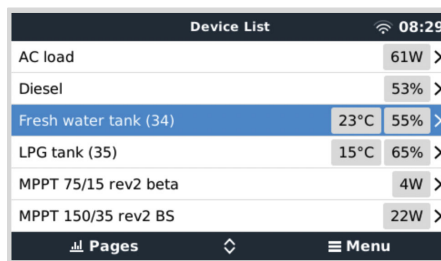 Device List 08:29
AC load 61W
Diesel 53%
Fresh water tank (34) 23°C 55%
LPG tank (35) 15°C 65%
MPPT 75/15 rev2 beta 4W
MPPT 150/35 rev2 BS 22W
Pages Menu